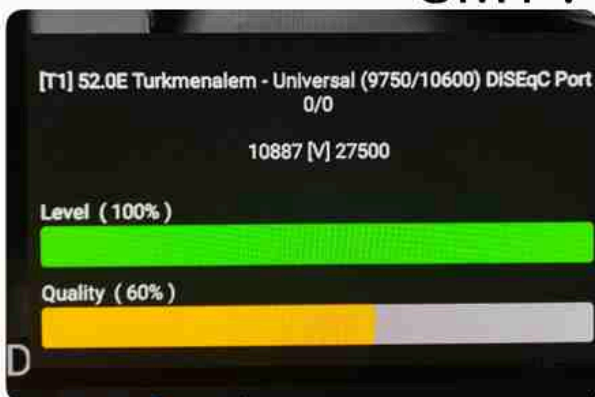 [T1] 52.0E Turkmenalem - Universal (9750/10600) DiSEqC Port
0/0
10887 [V] 27500
Level ( 100% )
Quality ( 60% )
D